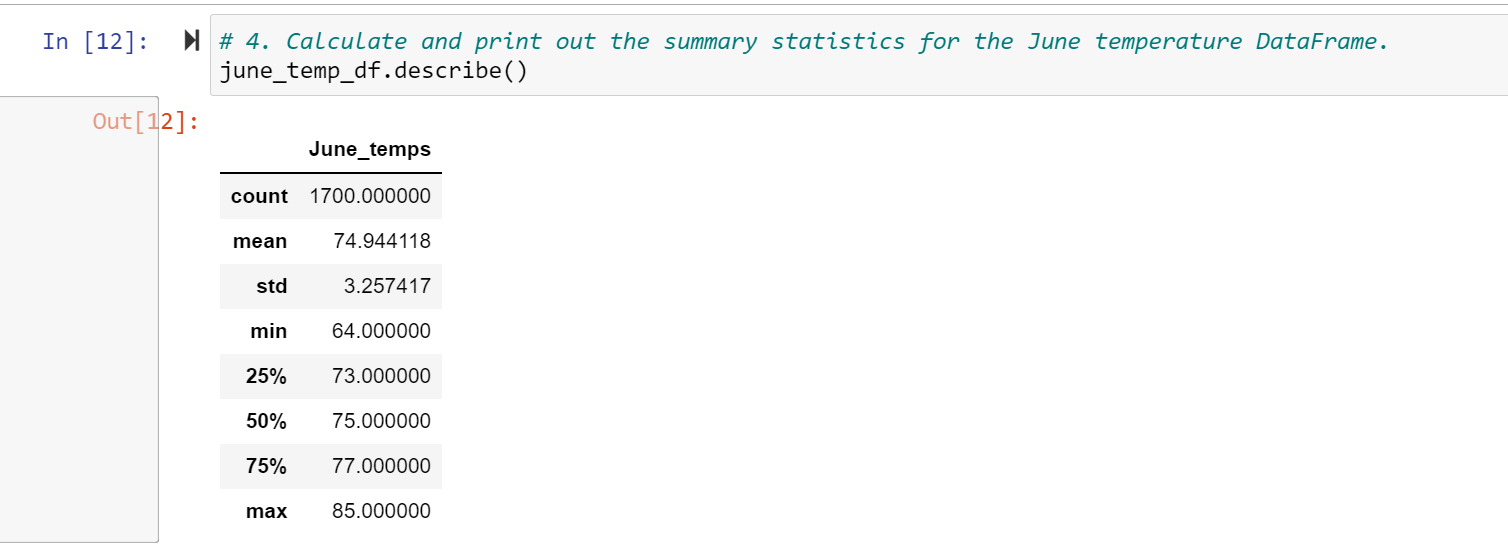 In [12]: # 4. Calculate and print out the summary statistics for the June temperature DataFrame.
june_temp_df.describe()
Out[12]:
June_temps
count 1700.000000
mean 74.944118
std 3.257417
min 64.000000
25% 73.000000
50% 75.000000
75% 77.000000
max 85.000000